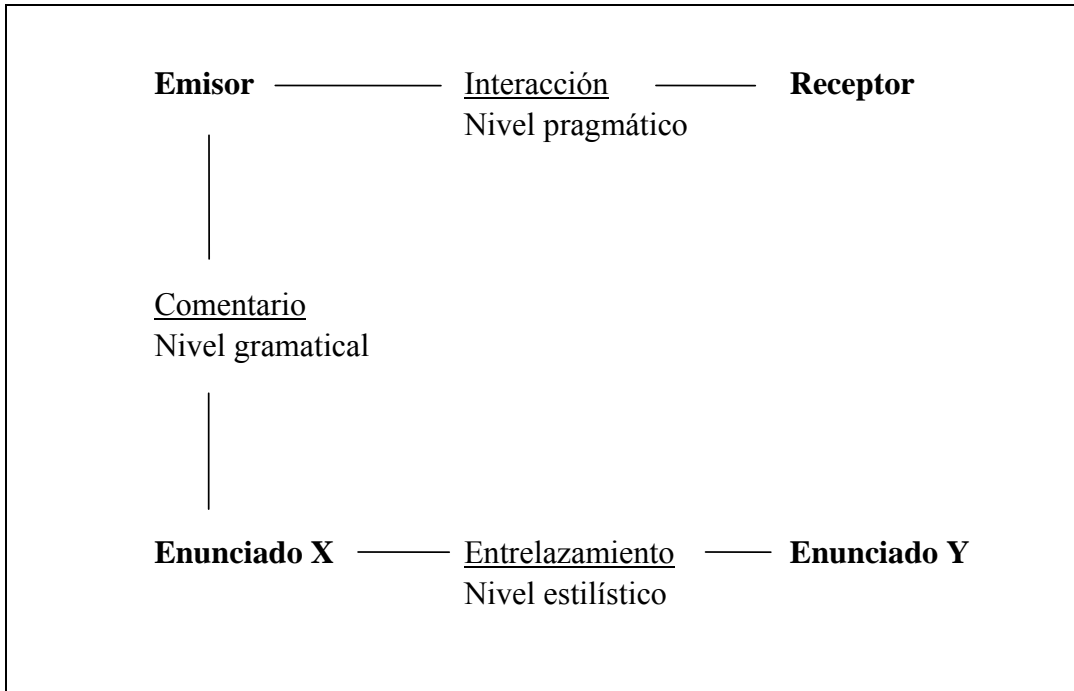 Emisor Interacción Receptor
Nivel pragmático
Comentario
Nivel gramatical
Enunciado X Entrelazamiento Enunciado Y
Nivel estilístico